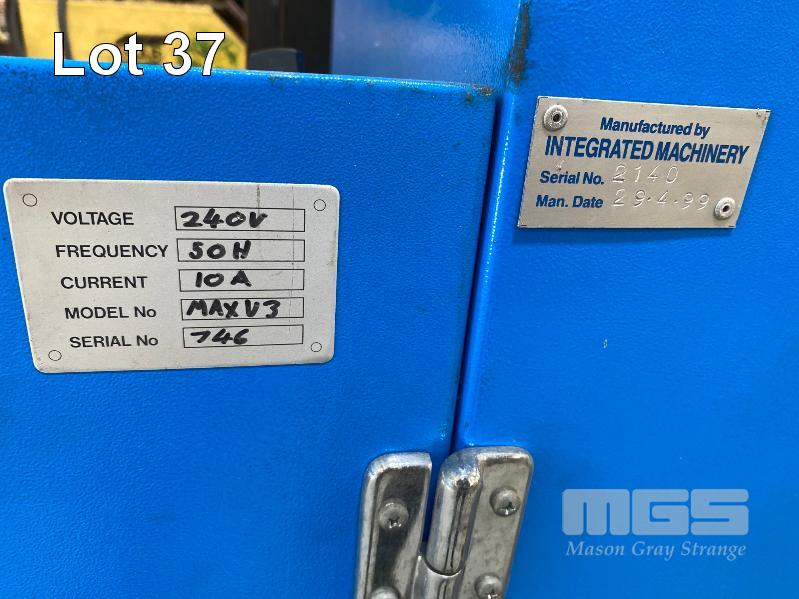 Lot 37
Manufactured by
INTEGRATED MACHINERY
Serial No. 2140
Man. Date 29.4.99
VOLTAGE 240V
FREQUENCY 50H
CURRENT 10A
MODEL No MAXV3
SERIAL No 746
MGS
Mason Gray Strange